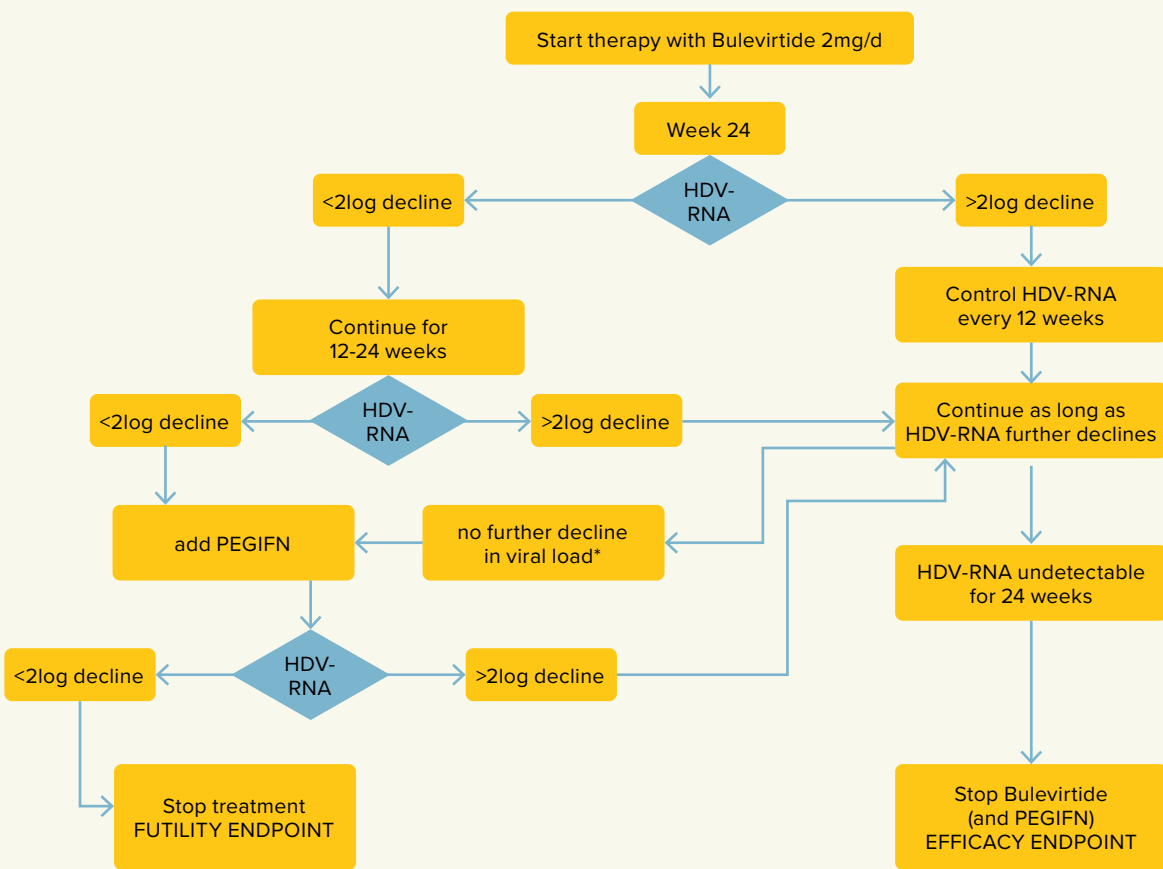 Start therapy with Bulevirtide 2mg/d
Week 24
HDV-
RNA
<2log decline
>2log decline
Control HDV-RNA
every 12 weeks
Continue for
12-24 weeks
HDV-
RNA
<2log decline
>2log decline
Continue as long as
HDV-RNA further declines
add PEGIFN
no further decline
in viral load*
HDV-RNA undetectable
for 24 weeks
HDV-
RNA
<2log decline
>2log decline
Stop treatment
FUTILITY ENDPOINT
Stop Bulevirtide
(and PEGIFN)
EFFICACY ENDPOINT